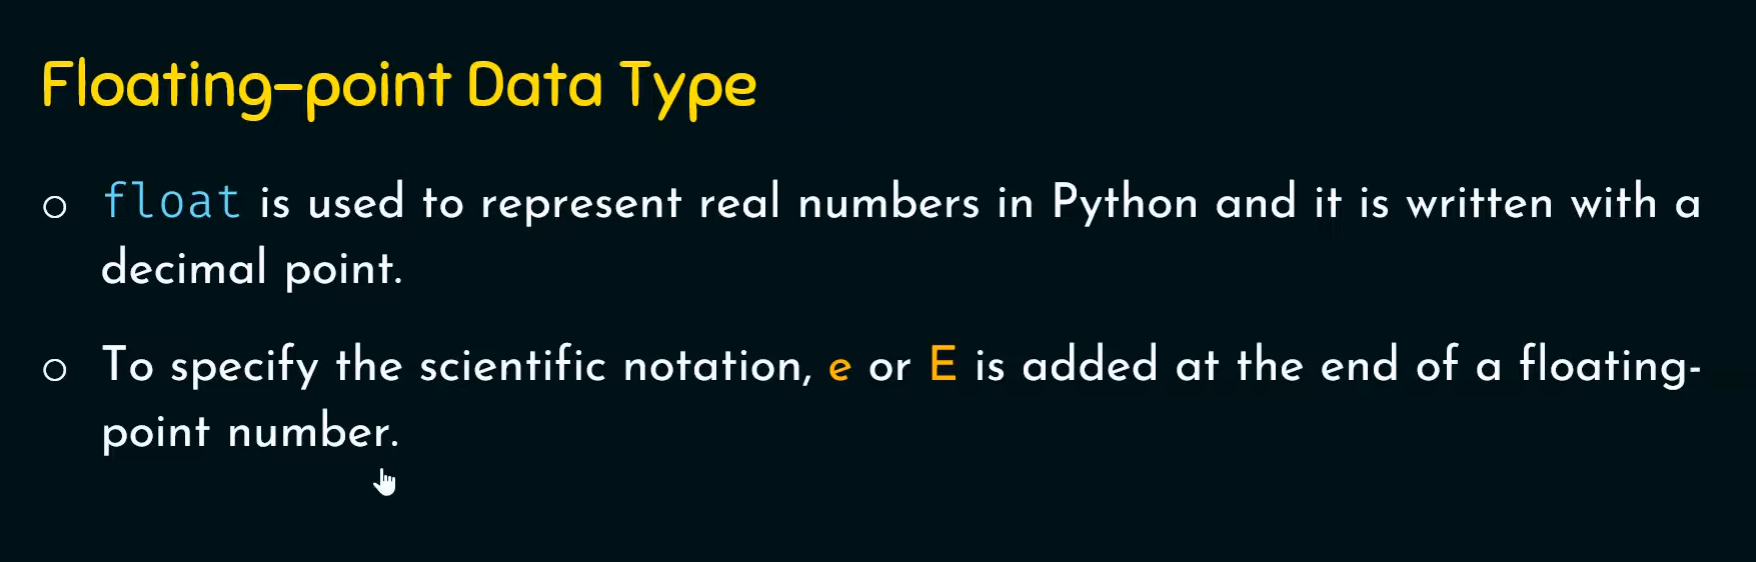 Floating-point Data Type
○ float is used to represent real numbers in Python and it is written with a
decimal point.
○ To specify the scientific notation, e or E is added at the end of a floating-
point number.